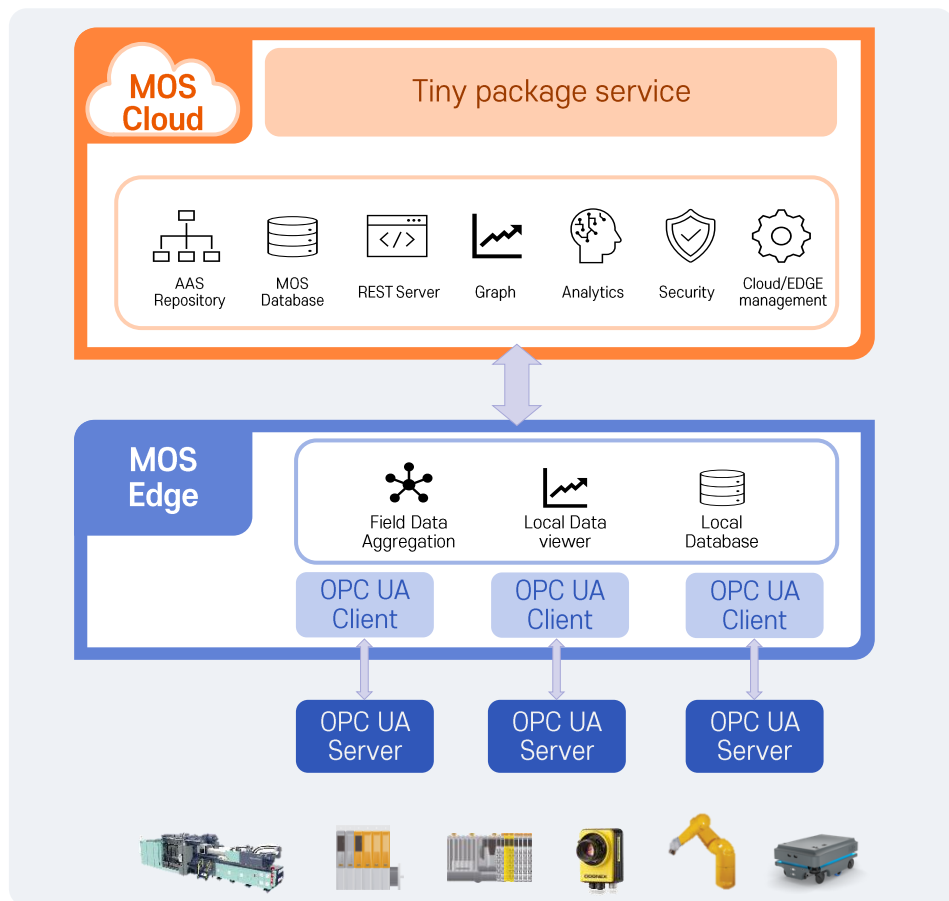 MOS
Cloud
Tiny package service
</>
AAS
Repository
MOS
Database
REST Server
Graph
Analytics
Security
Cloud/EDGE
management
MOS
Edge
Field Data
Aggregation
Local Data
viewer
Local
Database
OPC UA
Client
OPC UA
Client
OPC UA
Client
OPC UA
Server
OPC UA
Server
OPC UA
Server
COGNEX